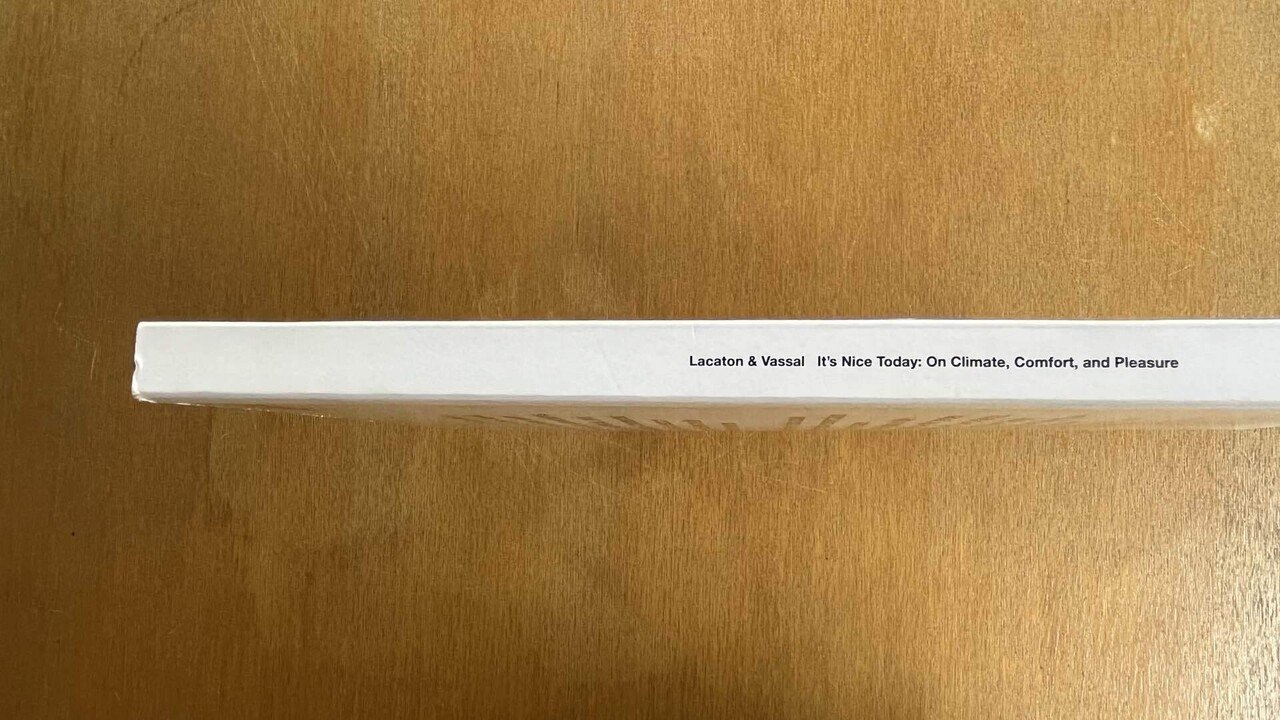 Lacaton & Vassal It's Nice Today: On Climate, Comfort, and Pleasure